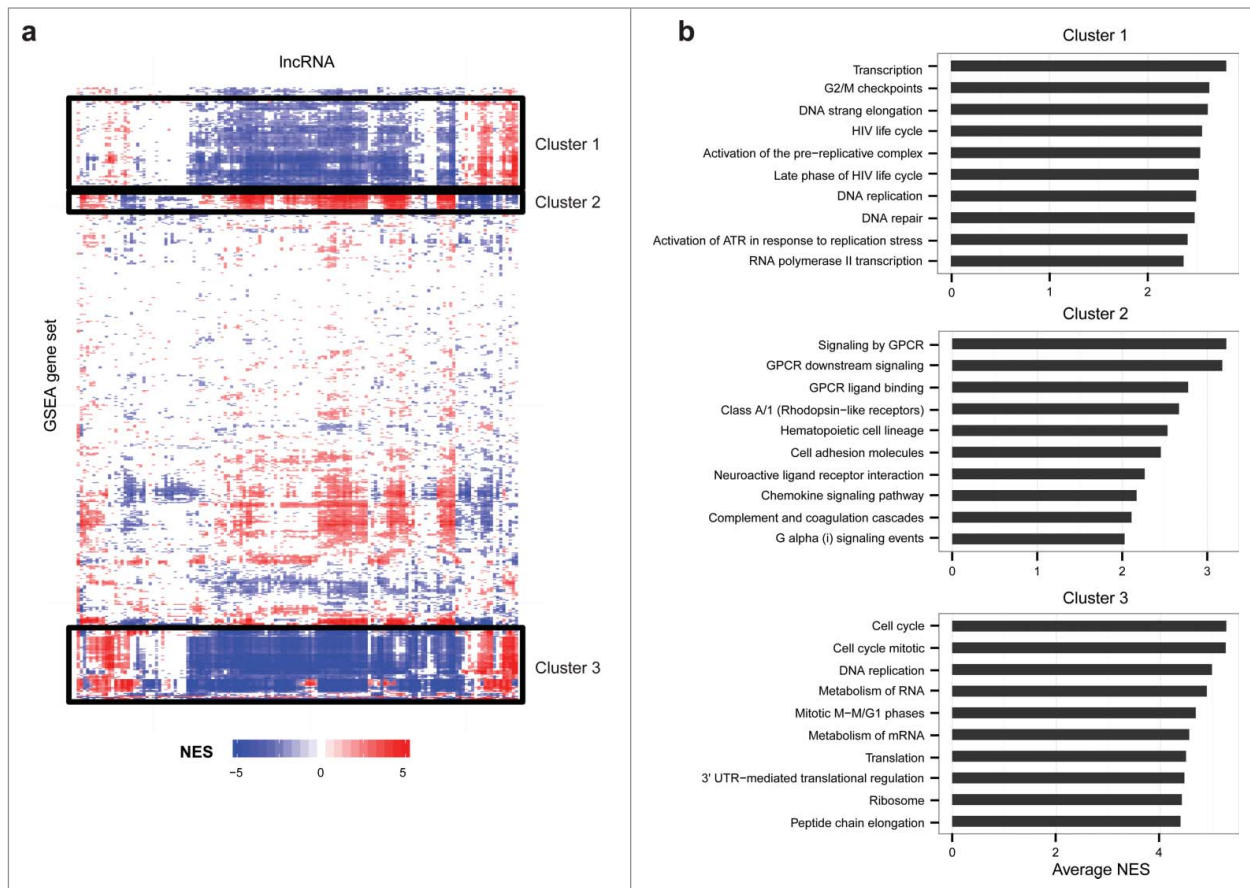 a
lncRNA
Cluster 1
Cluster 2
GSEA gene set
Cluster 3
NES
−5 0 5
b
Cluster 1
Transcription
G2/M checkpoints
DNA strang elongation
HIV life cycle
Activation of the pre−replicative complex
Late phase of HIV life cycle
DNA replication
DNA repair
Activation of ATR in response to replication stress
RNA polymerase II transcription
0 1 2
Cluster 2
Signaling by GPCR
GPCR downstream signaling
GPCR ligand binding
Class A/1 (Rhodopsin−like receptors)
Hematopoietic cell lineage
Cell adhesion molecules
Neuroactive ligand receptor interaction
Chemokine signaling pathway
Complement and coagulation cascades
G alpha (i) signaling events
0 1 2 3
Cluster 3
Cell cycle
Cell cycle mitotic
DNA replication
Metabolism of RNA
Mitotic M−M/G1 phases
Metabolism of mRNA
Translation
3' UTR−mediated translational regulation
Ribosome
Peptide chain elongation
0 2 4
Average NES